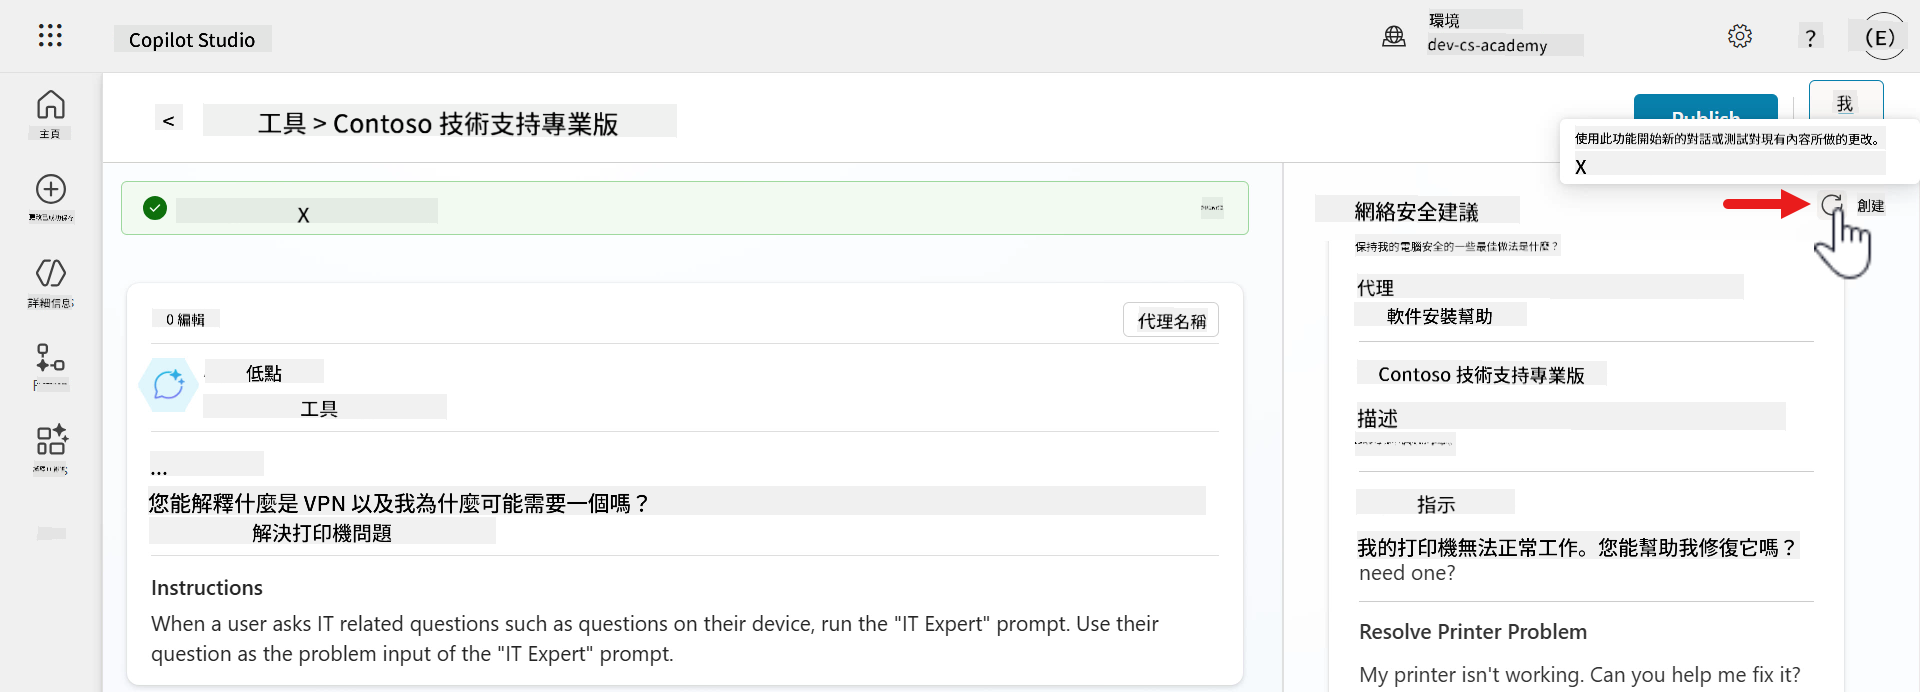 Copilot Studio
環境
dev-cs-academy
?
(E)
主頁
詳細信息
<
工具 > Contoso 技術支持專業版
Publish
我
使用此功能開始新的對話或測試對現有內容所做的更改。
X
X
網絡安全建議
創建
保持我的電腦安全的一些最佳做法是什麼？
代理
軟件安裝幫助
0 編輯
代理名稱
低點
工具
Contoso 技術支持專業版
描述
...
您能解釋什麼是 VPN 以及我為什麼可能需要一個嗎？
解決打印機問題
指示
我的打印機無法正常工作。您能幫助我修復它嗎？
need one?
Instructions
When a user asks IT related questions such as questions on their device, run the "IT Expert" prompt. Use their
question as the problem input of the "IT Expert" prompt.
Resolve Printer Problem
My printer isn't working. Can you help me fix it?